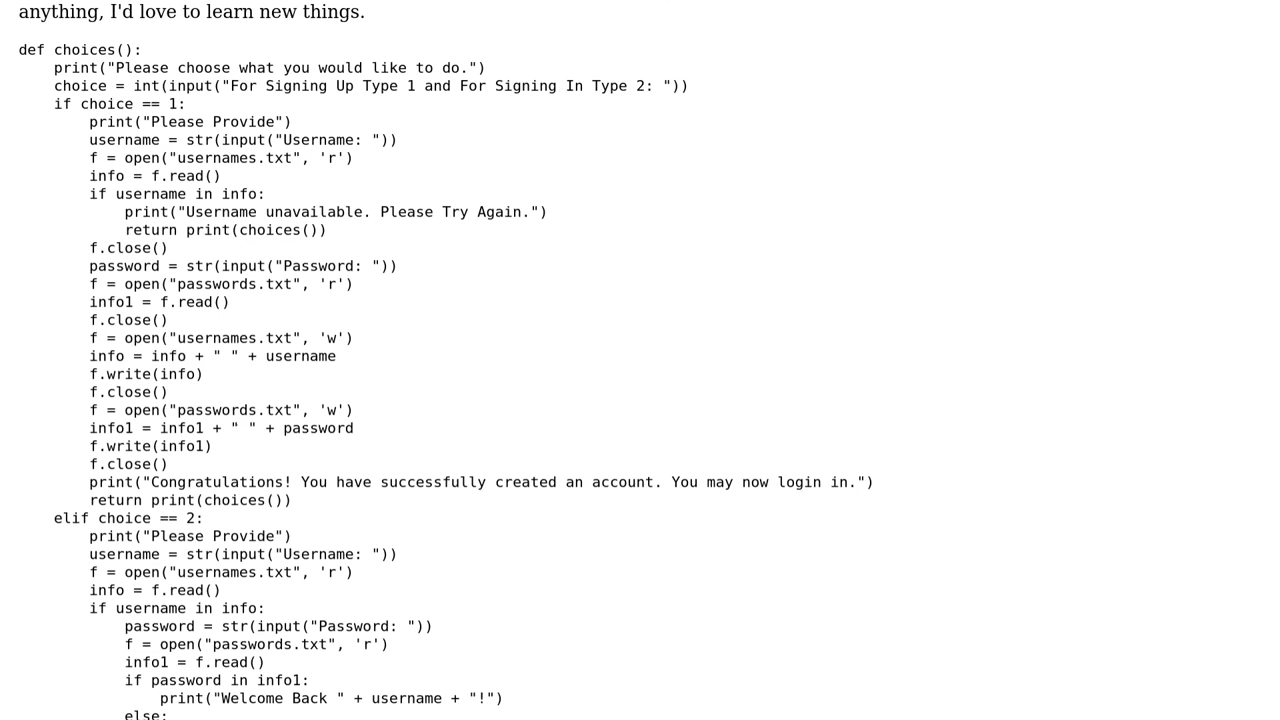 anything, I'd love to learn new things.
def choices():
    print("Please choose what you would like to do.")
    choice = int(input("For Signing Up Type 1 and For Signing In Type 2: "))
    if choice == 1:
        print("Please Provide")
        username = str(input("Username: "))
        f = open("usernames.txt", 'r')
        info = f.read()
        if username in info:
            print("Username unavailable. Please Try Again.")
            return print(choices())
        f.close()
        password = str(input("Password: "))
        f = open("passwords.txt", 'r')
        info1 = f.read()
        f.close()
        f = open("usernames.txt", 'w')
        info = info + " " + username
        f.write(info)
        f.close()
        f = open("passwords.txt", 'w')
        info1 = info1 + " " + password
        f.write(info1)
        f.close()
        print("Congratulations! You have successfully created an account. You may now login in.")
        return print(choices())
    elif choice == 2:
        print("Please Provide")
        username = str(input("Username: "))
        f = open("usernames.txt", 'r')
        info = f.read()
        if username in info:
            password = str(input("Password: "))
            f = open("passwords.txt", 'r')
            info1 = f.read()
            if password in info1:
                print("Welcome Back " + username + "!")
            else: